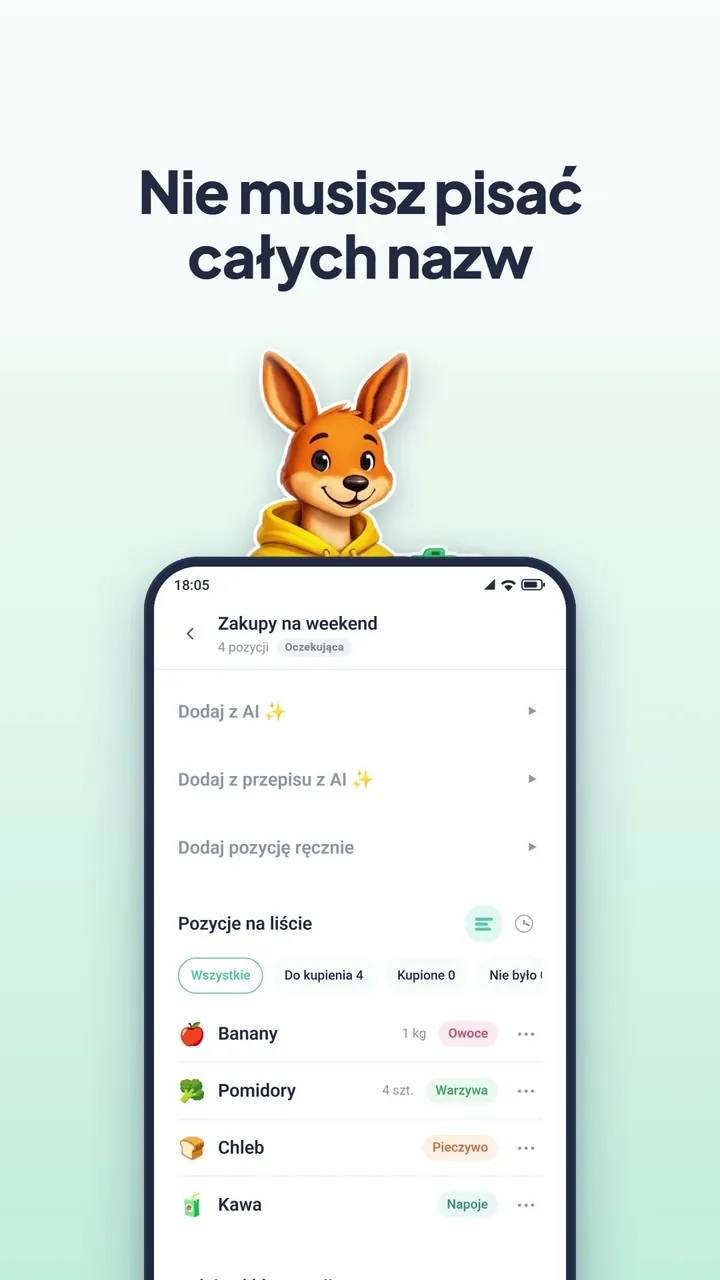 Nie musisz pisać
całych nazw
18:05
Zakupy na weekend
4 pozycji Oczekująca
Dodaj z AI ✨
Dodaj z przepisu z AI ✨
Dodaj pozycję ręcznie
Pozycje na liście
Wszystkie Do kupienia 4 Kupione 0 Nie było
Banany 1 kg Owoce
Pomidory 4 szt. Warzywa
Chleb Pieczywo
Kawa Napoje